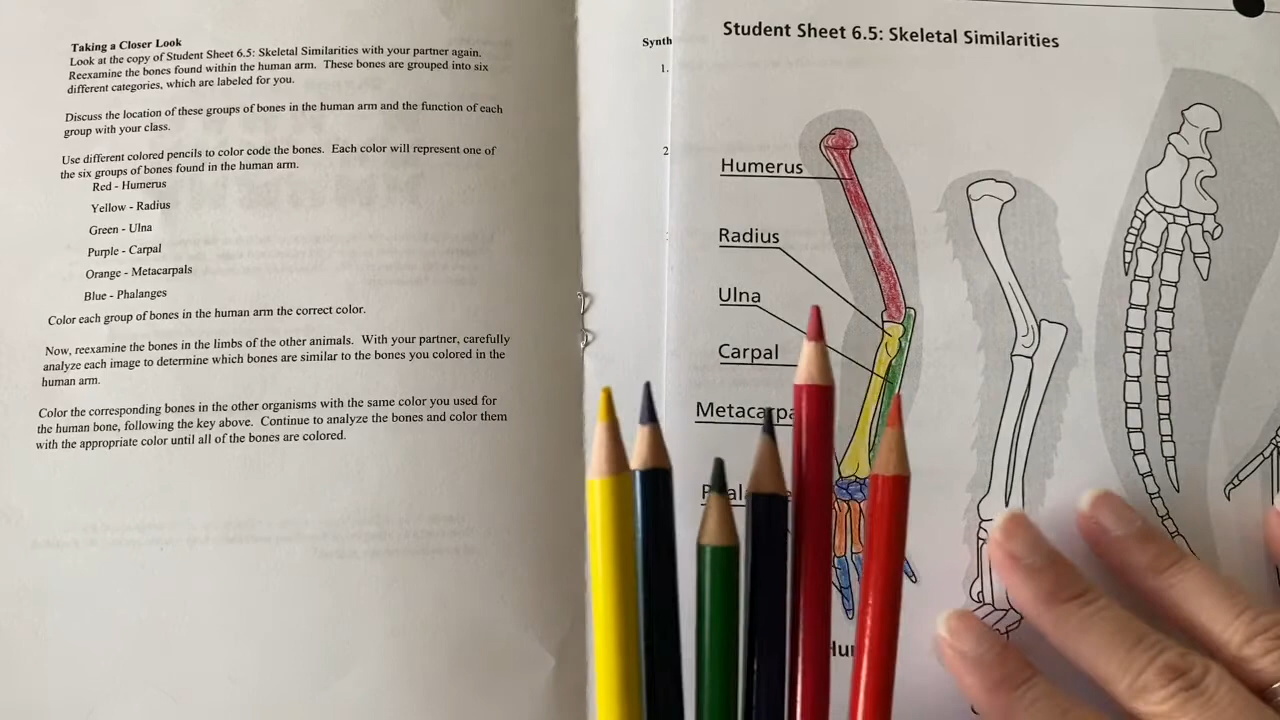 Taking a Closer Look
Look at the copy of Student Sheet 6.5: Skeletal Similarities with your partner again.
Reexamine the bones found within the human arm. These bones are grouped into six
different categories, which are labeled for you.
Discuss the location of these groups of bones in the human arm and the function of each
group with your class.
Use different colored pencils to color code the bones. Each color will represent one of
the six groups of bones found in the human arm.
Red - Humerus
Yellow - Radius
Green - Ulna
Purple - Carpal
Orange - Metacarpals
Blue - Phalanges
Color each group of bones in the human arm the correct color.
Now, reexamine the bones in the limbs of the other animals. With your partner, carefully
analyze each image to determine which bones are similar to the bones you colored in the
human arm.
Color the corresponding bones in the other organisms with the same color you used for
the human bone, following the key above. Continue to analyze the bones and color them
with the appropriate color until all of the bones are colored.
Synth
1.
2
Student Sheet 6.5: Skeletal Similarities
Humerus
Radius
Ulna
Carpal
Metacarpa